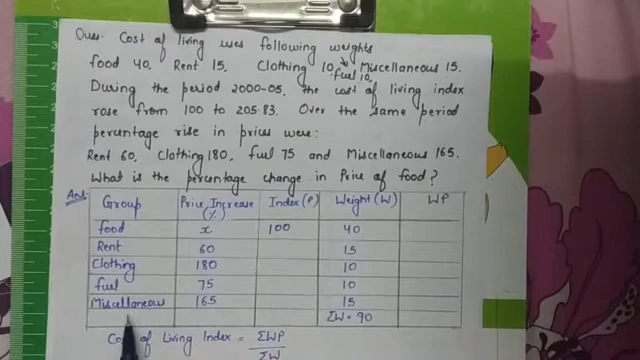 Ques. Cost of living uses following weights
food 40, Rent 15, Clothing 10, Miscellaneous 15.
fuel 10,
During the period 2000-05, the cost of living index
rose from 100 to 205.83. Over the same period
percentage rise in prices were:
Rent 60, Clothing 180, fuel 75 and Miscellaneous 165.
What is the percentage change in Price of food?
Ans: Group Price Increase (%) Index (P) Weight (W) WP
food x 100 40
Rent 60 15
Clothing 180 10
fuel 75 10
Miscellaneous 165 15
ΣW = 90
Cost of Living Index = ΣWP
ΣW